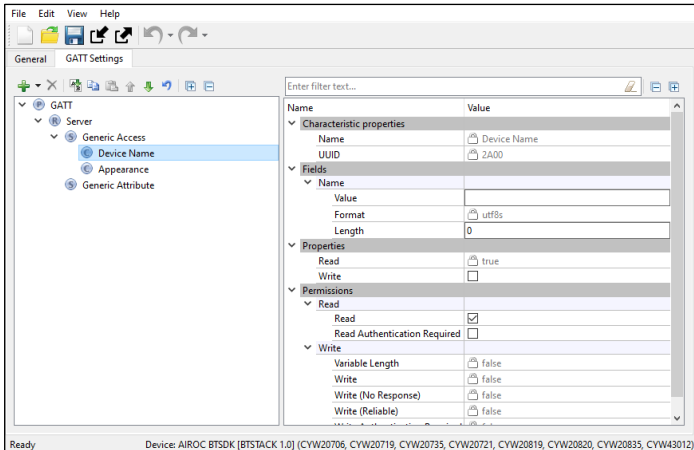 File Edit View Help
General GATT Settings
Enter filter text...
P GATT
R Server
S Generic Access
C Device Name
C Appearance
S Generic Attribute
Name Value
Characteristic properties
Name Device Name
UUID 2A00
Fields
Name
Value
Format utf8s
Length 0
Properties
Read true
Write
Permissions
Read
Read
Read Authentication Required
Write
Variable Length false
Write false
Write (No Response) false
Write (Reliable) false
Ready Device: AIROC BTSDK [BTSTACK 1.0] (CYW20706, CYW20719, CYW20735, CYW20721, CYW20819, CYW20820, CYW20835, CYW43012)